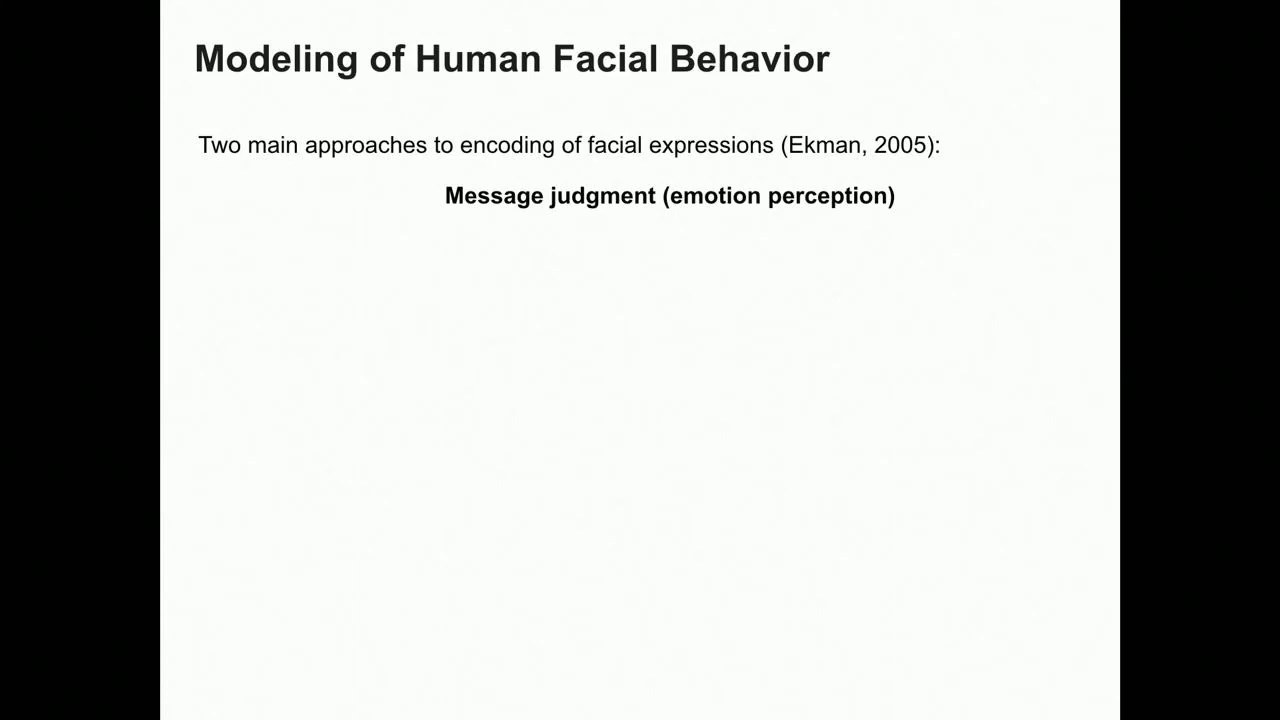 Modeling of Human Facial Behavior
Two main approaches to encoding of facial expressions (Ekman, 2005):
Message judgment (emotion perception)